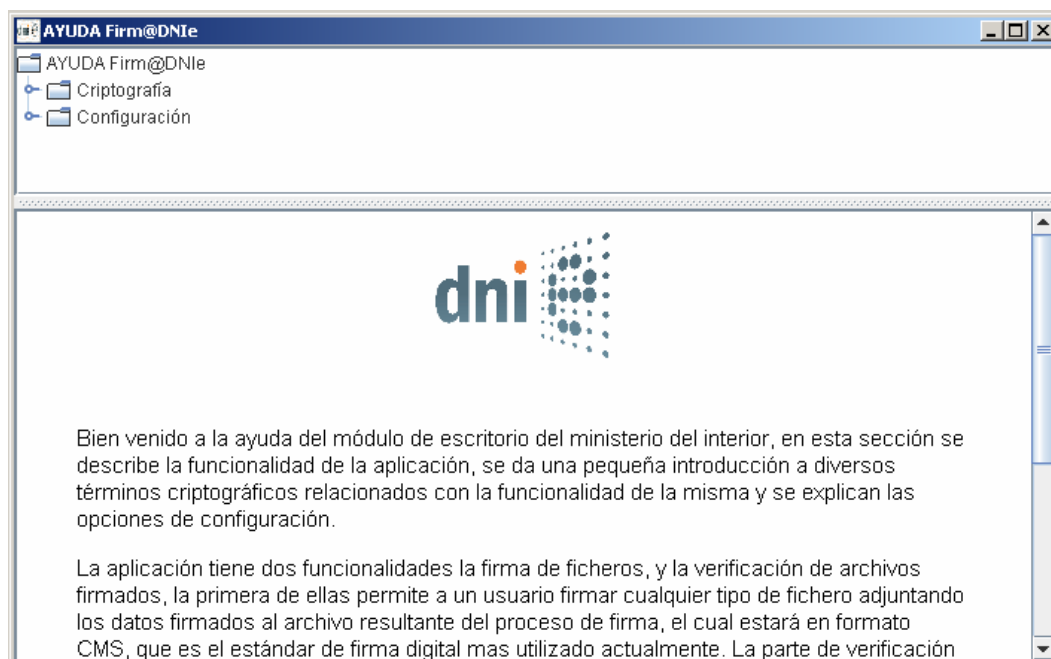 AYUDA Firm@DNIe
AYUDA Firm@DNIe
Criptografía
Configuración
dni
Bien venido a la ayuda del módulo de escritorio del ministerio del interior, en esta sección se
describe la funcionalidad de la aplicación, se da una pequeña introducción a diversos
términos criptográficos relacionados con la funcionalidad de la misma y se explican las
opciones de configuración.
La aplicación tiene dos funcionalidades la firma de ficheros, y la verificación de archivos
firmados, la primera de ellas permite a un usuario firmar cualquier tipo de fichero adjuntando
los datos firmados al archivo resultante del proceso de firma, el cual estará en formato
CMS, que es el estándar de firma digital mas utilizado actualmente. La parte de verificación